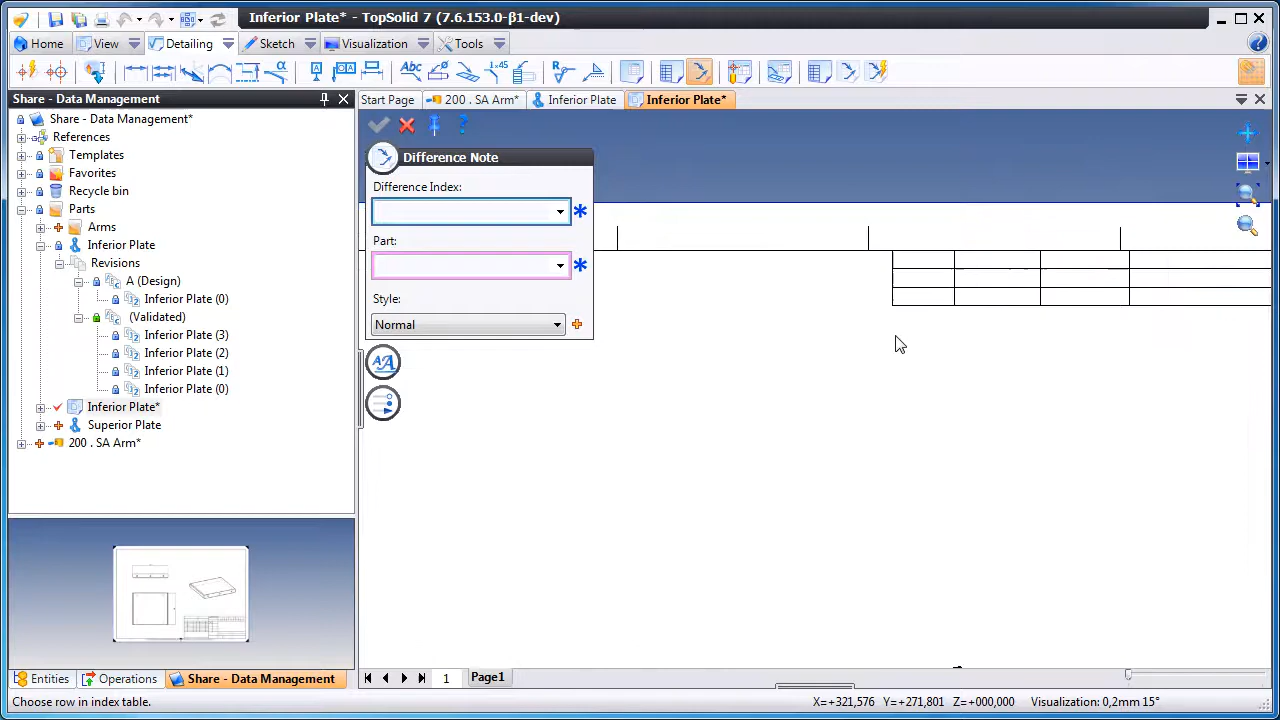 Inferior Plate* - TopSolid 7 (7.6.153.0-β1-dev)
Home View Detailing Sketch Visualization Tools
Share - Data Management
Start Page 200 . SA Arm* Inferior Plate Inferior Plate*
Share - Data Management*
References
Templates
Favorites
Recycle bin
Parts
Arms
Inferior Plate
Revisions
A (Design)
Inferior Plate (0)
(Validated)
Inferior Plate (3)
Inferior Plate (2)
Inferior Plate (1)
Inferior Plate (0)
Inferior Plate*
Superior Plate
200 . SA Arm*
Difference Note
Difference Index:
Part:
Style:
Normal
Abc
1x45
AA
1 Page1
Entities Operations Share - Data Management
Choose row in index table. X=+321,576 Y=+271,801 Z=+000,000 Visualization: 0,2mm 15°